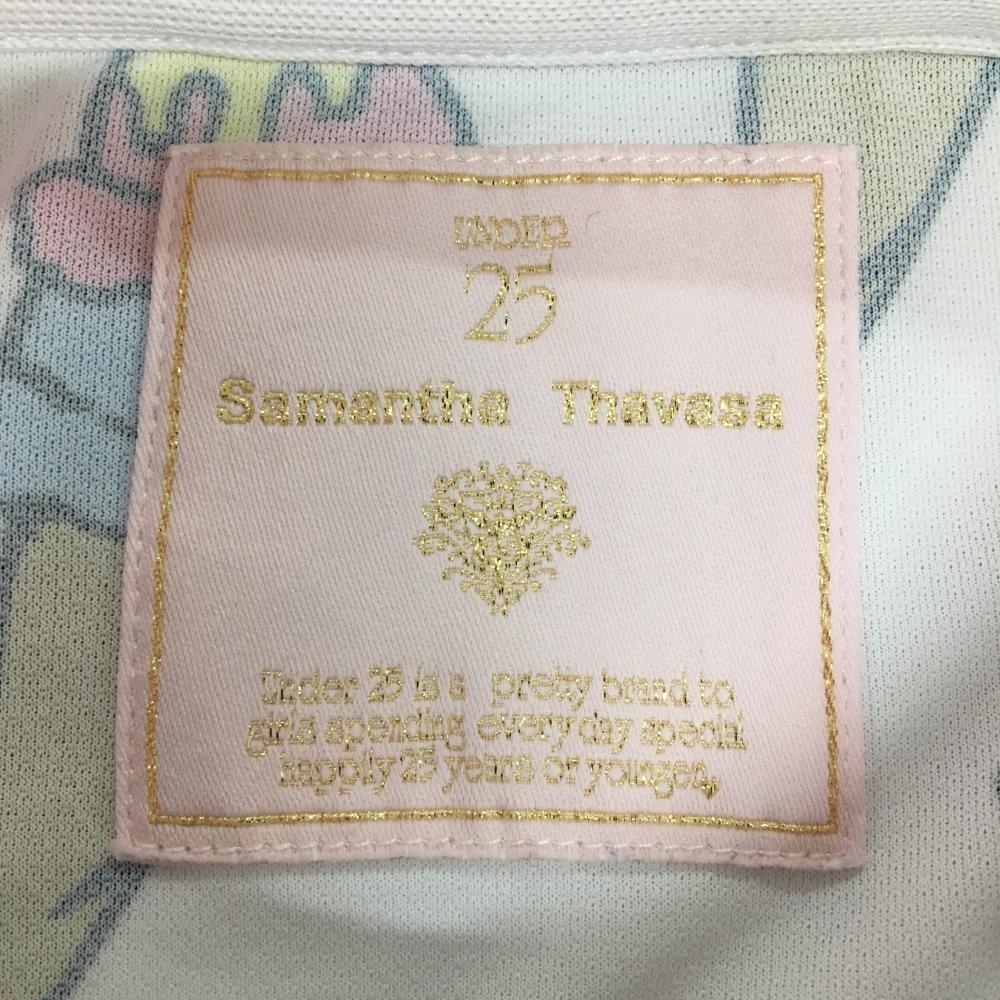 UNDER
25
Samantha Thavasa
Under 25 is a pretty brand to
girls spending every day special
happily 25 years or younger,